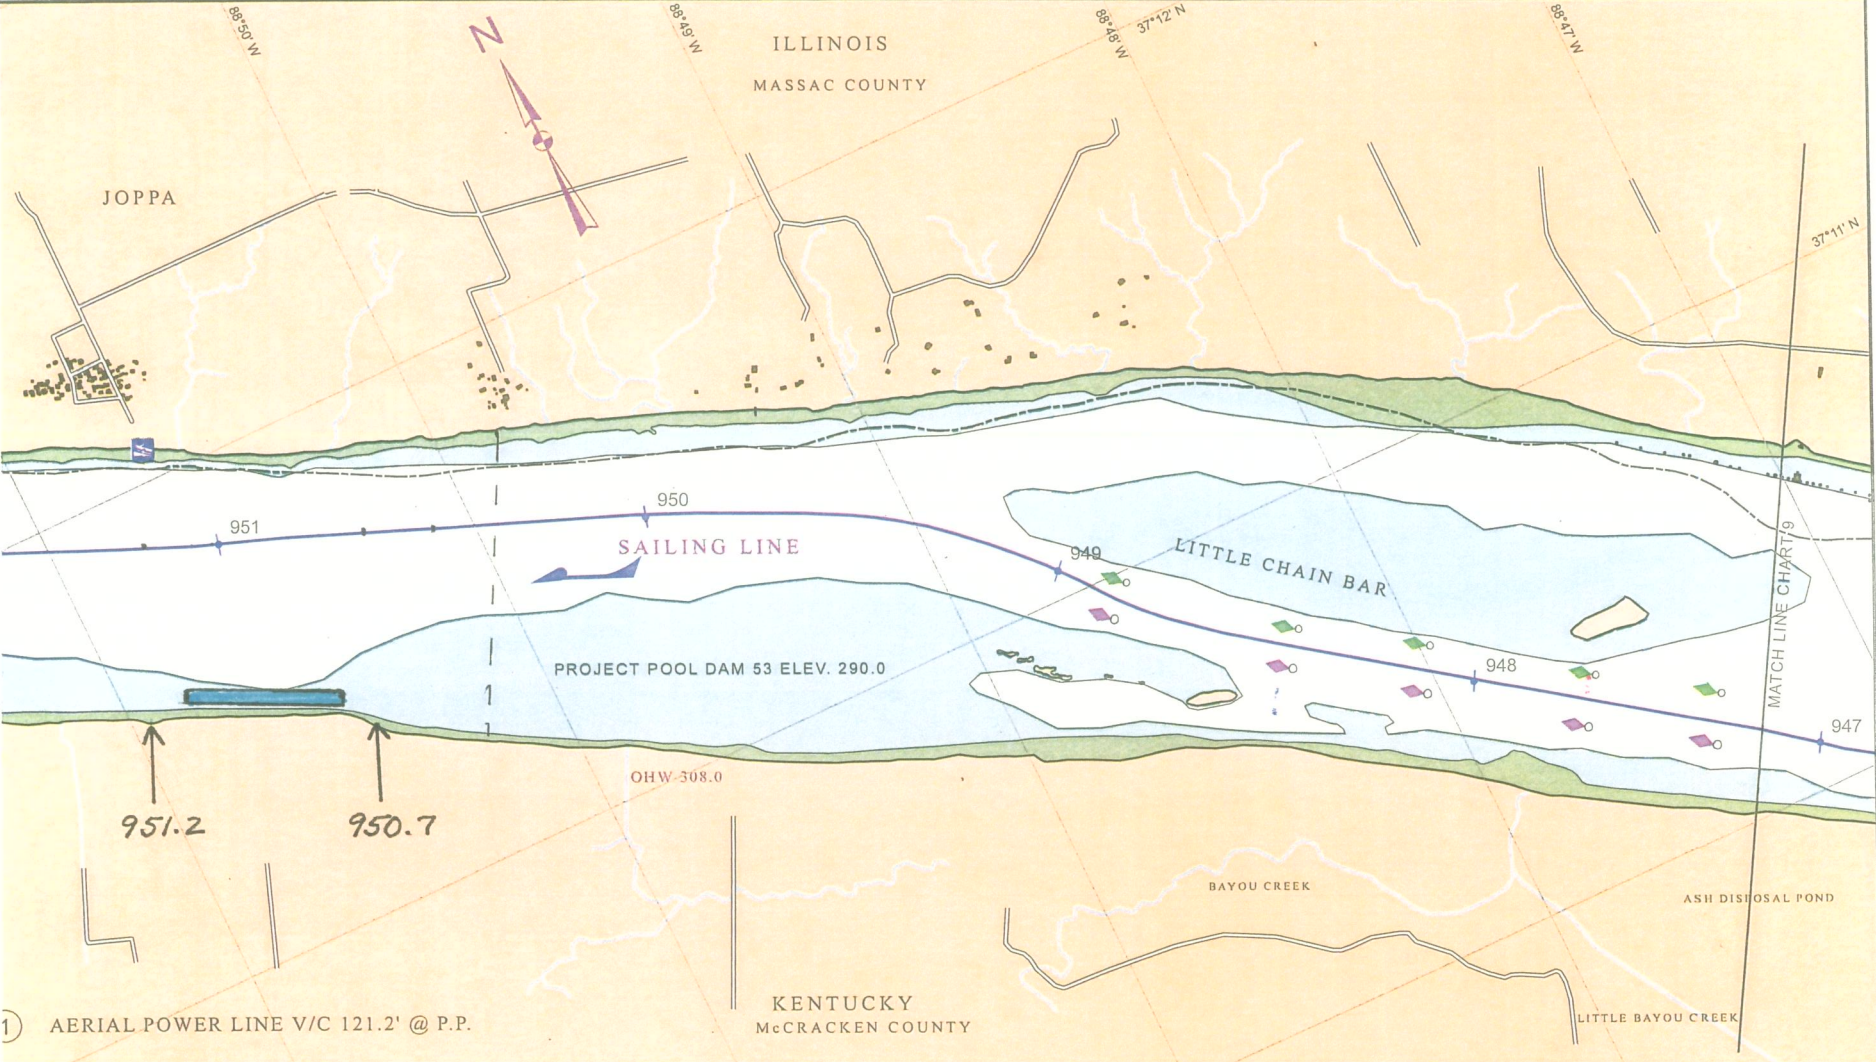 88°50' W
88°49' W
88°48' W
37°12' N
88°47' W
N
ILLINOIS
MASSAC COUNTY
JOPPA
37°11' N
951
950
SAILING LINE
949
LITTLE CHAIN BAR
MATCH LINE CHART 9
948
947
PROJECT POOL DAM 53 ELEV. 290.0
1
OHW 308.0
951.2
950.7
BAYOU CREEK
ASH DISPOSAL POND
KENTUCKY
McCRACKEN COUNTY
LITTLE BAYOU CREEK
1 AERIAL POWER LINE V/C 121.2' @ P.P.